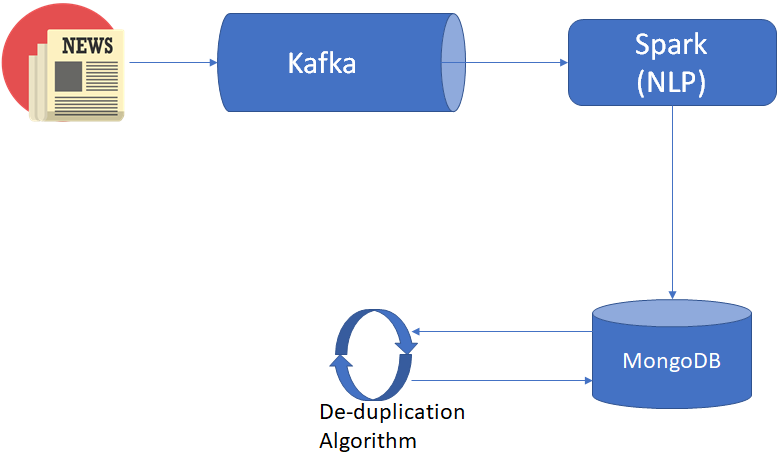 NEWS
Kafka
Spark
(NLP)
MongoDB
De-duplication
Algorithm